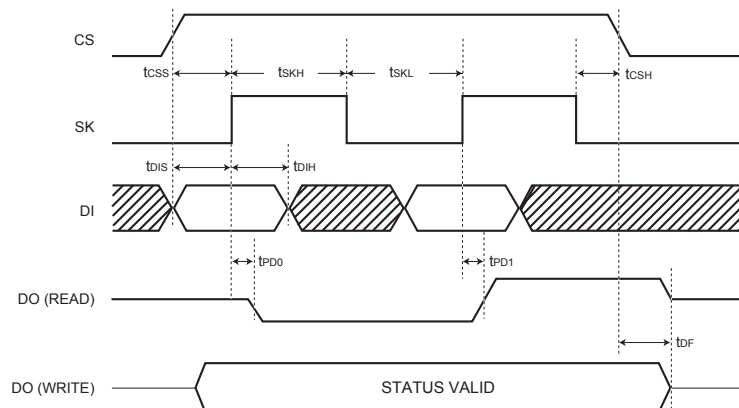 CS
tCSS tSKH tSKL tCSH
SK
tDIS tDIH
DI
tPD0 tPD1
DO (READ)
tDF
DO (WRITE) STATUS VALID